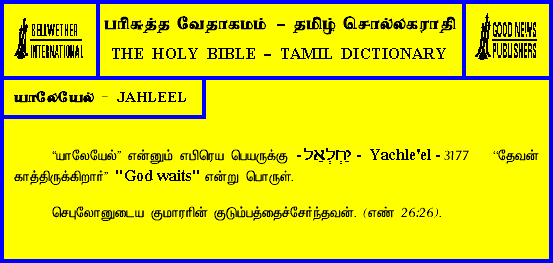 BELLWETHER
INTERNATIONAL
பரிசுத்த வேதாகமம் - தமிழ் சொல்லகராதி
THE HOLY BIBLE - TAMIL DICTIONARY
GOOD NEWS
PUBLISHERS
யாலேயேல் - JAHLEEL
“யாலேயேல்” என்னும் எபிரெய பெயருக்கு - יַחְלְאֵל - Yachle'el - 3177 “தேவன்
காத்திருக்கிறார்” "God waits" என்று பொருள்.
செபுலோனுடைய குமாரரின் குடும்பத்தைச்சேர்ந்தவன். (எண் 26:26).